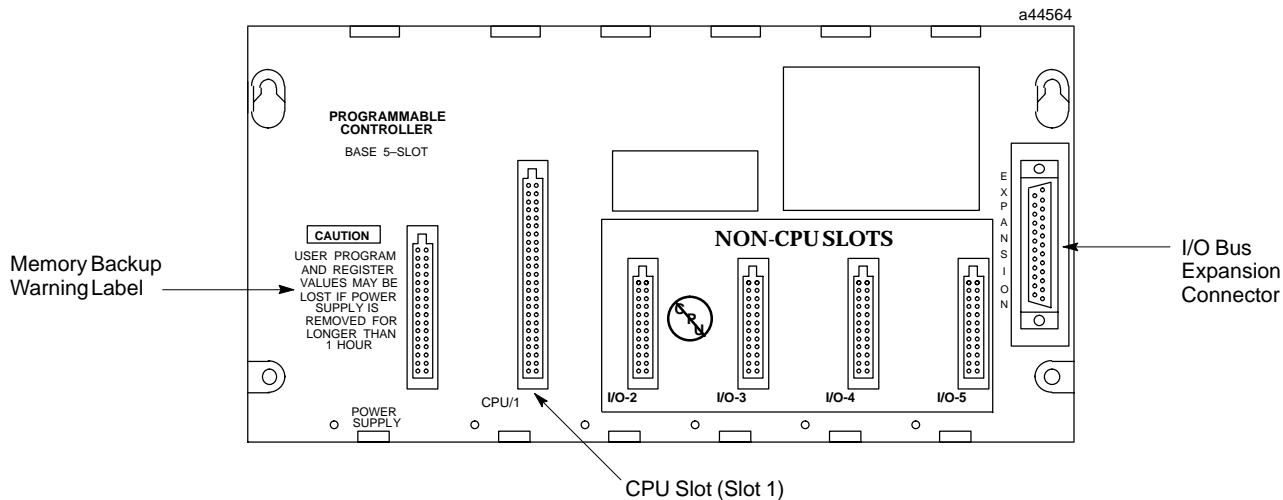 a44564
PROGRAMMABLE
CONTROLLER
BASE 5–SLOT
EXPANSION
CAUTION
USER PROGRAM
AND REGISTER
VALUES MAY BE
LOST IF POWER
SUPPLY IS
REMOVED FOR
LONGER THAN
1 HOUR
Memory Backup
Warning Label
NON-CPU SLOTS
CPU
I/O Bus
Expansion
Connector
CPU/1
I/O-2
I/O-3
I/O-4
I/O-5
POWER
SUPPLY
CPU Slot (Slot 1)